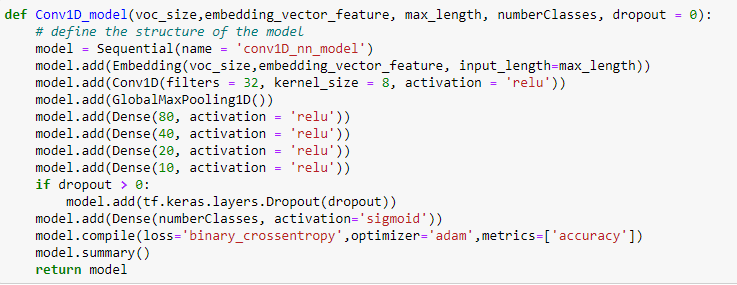 def Conv1D_model(voc_size,embedding_vector_feature, max_length, numberClasses, dropout = 0):
    # define the structure of the model
    model = Sequential(name = 'conv1D_nn_model')
    model.add(Embedding(voc_size,embedding_vector_feature, input_length=max_length))
    model.add(Conv1D(filters = 32, kernel_size = 8, activation = 'relu'))
    model.add(GlobalMaxPooling1D())
    model.add(Dense(80, activation = 'relu'))
    model.add(Dense(40, activation = 'relu'))
    model.add(Dense(20, activation = 'relu'))
    model.add(Dense(10, activation = 'relu'))
    if dropout > 0:
        model.add(tf.keras.layers.Dropout(dropout))
    model.add(Dense(numberClasses, activation='sigmoid'))
    model.compile(loss='binary_crossentropy',optimizer='adam',metrics=['accuracy'])
    model.summary()
    return model